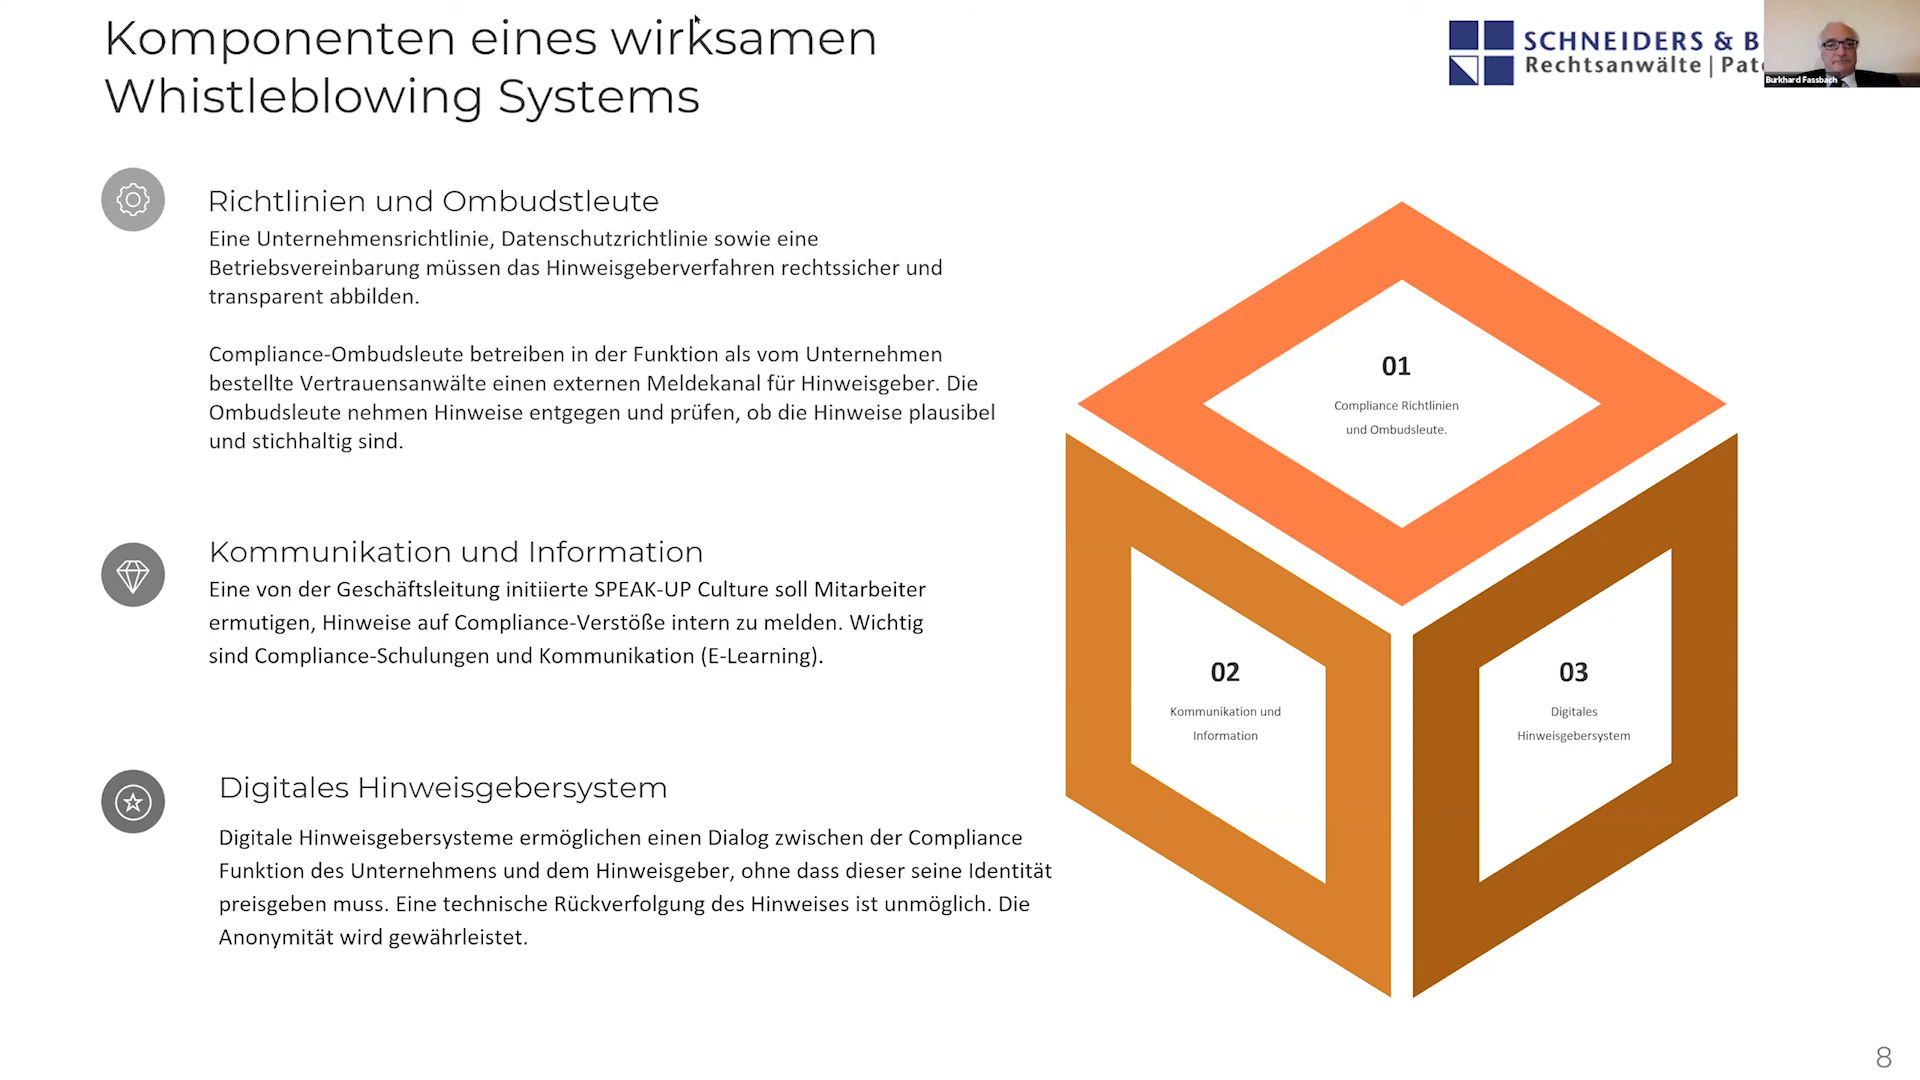 Komponenten eines wirksamen
Whistleblowing Systems
SCHNEIDERS & B
Rechtsanwälte | Pat
Burkhard Fassbach
Richtlinien und Ombudstleute
Eine Unternehmensrichtlinie, Datenschutzrichtlinie sowie eine
Betriebsvereinbarung müssen das Hinweisgeberverfahren rechtssicher und
transparent abbilden.
Compliance-Ombudsleute betreiben in der Funktion als vom Unternehmen
bestellte Vertrauensanwälte einen externen Meldekanal für Hinweisgeber. Die
Ombudsleute nehmen Hinweise entgegen und prüfen, ob die Hinweise plausibel
und stichhaltig sind.
Kommunikation und Information
Eine von der Geschäftsleitung initiierte SPEAK-UP Culture soll Mitarbeiter
ermutigen, Hinweise auf Compliance-Verstöße intern zu melden. Wichtig
sind Compliance-Schulungen und Kommunikation (E-Learning).
Digitales Hinweisgebersystem
Digitale Hinweisgebersysteme ermöglichen einen Dialog zwischen der Compliance
Funktion des Unternehmens und dem Hinweisgeber, ohne dass dieser seine Identität
preisgeben muss. Eine technische Rückverfolgung des Hinweises ist unmöglich. Die
Anonymität wird gewährleistet.
01
Compliance Richtlinien
und Ombudsleute.
02
Kommunikation und
Information
03
Digitales
Hinweisgebersystem
8